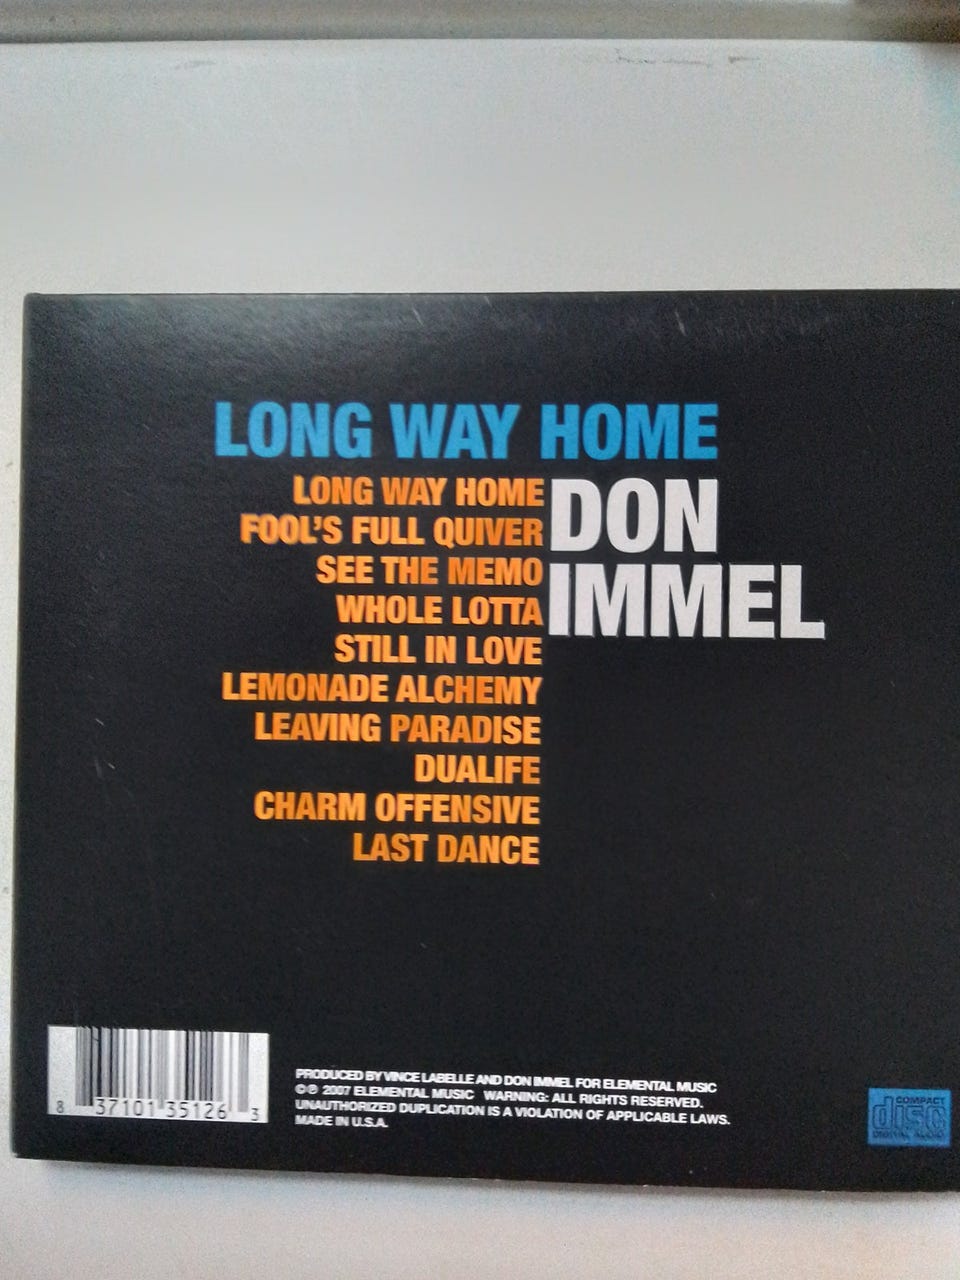 LONG WAY HOME
LONG WAY HOME
FOOL'S FULL QUIVER
SEE THE MEMO
WHOLE LOTTA
STILL IN LOVE
LEMONADE ALCHEMY
LEAVING PARADISE
DUALIFE
CHARM OFFENSIVE
LAST DANCE
DON
IMMEL
8 37101 35126 3
PRODUCED BY VINCE LABELLE AND DON IMMEL FOR ELEMENTAL MUSIC
©℗ 2007 ELEMENTAL MUSIC WARNING: ALL RIGHTS RESERVED.
UNAUTHORIZED DUPLICATION IS A VIOLATION OF APPLICABLE LAWS.
MADE IN U.S.A.
COMPACT
disc
DIGITAL AUDIO